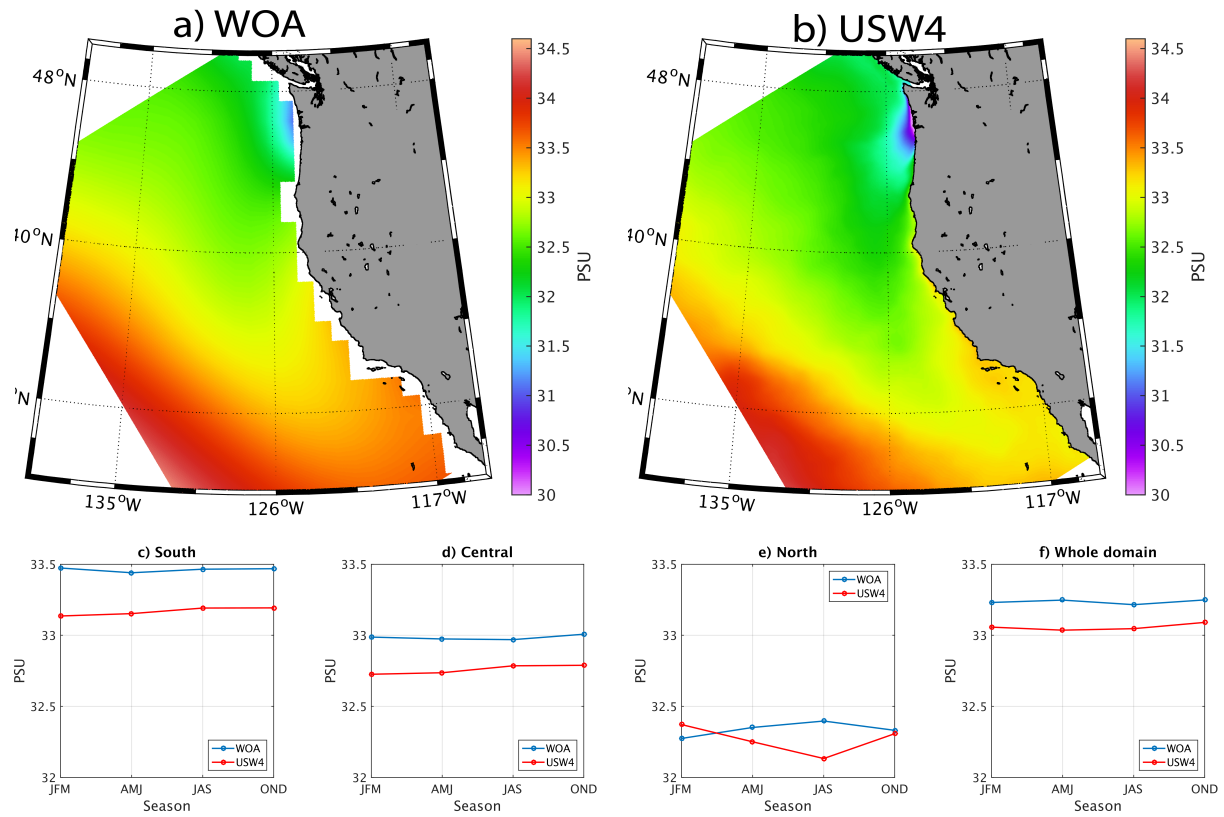 a) WOA
48°N
40°N
°N
135°W
126°W
117°W
34.5
34
33.5
33
32.5
32
31.5
31
30.5
30
PSU
b) USW4
48°N
40°N
°N
135°W
126°W
117°W
34.5
34
33.5
33
32.5
32
31.5
31
30.5
30
PSU
c) South
33.5
33
32.5
32
PSU
WOA
USW4
JFM AMJ JAS OND
Season
d) Central
33.5
33
32.5
32
PSU
WOA
USW4
JFM AMJ JAS OND
Season
e) North
33.5
33
32.5
32
PSU
WOA
USW4
JFM AMJ JAS OND
Season
f) Whole domain
33.5
33
32.5
32
PSU
WOA
USW4
JFM AMJ JAS OND
Season